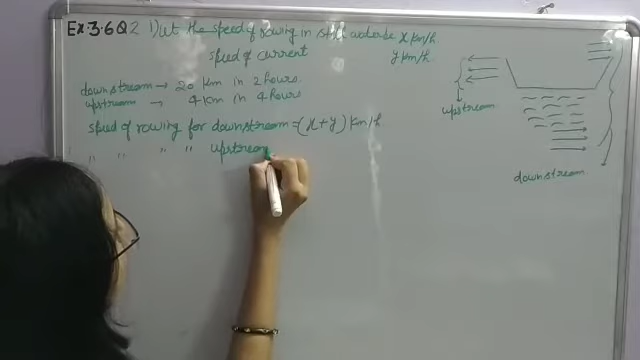 Ex:3.6 Q2 1) Let the speed of rowing in still water be x km/h.
speed of current y km/h.
downstream → 20 km in 2 hours
upstream → 4 km in 4 hours
speed of rowing for downstream = (x+y) km/h
" " " " upstream
upstream
downstream